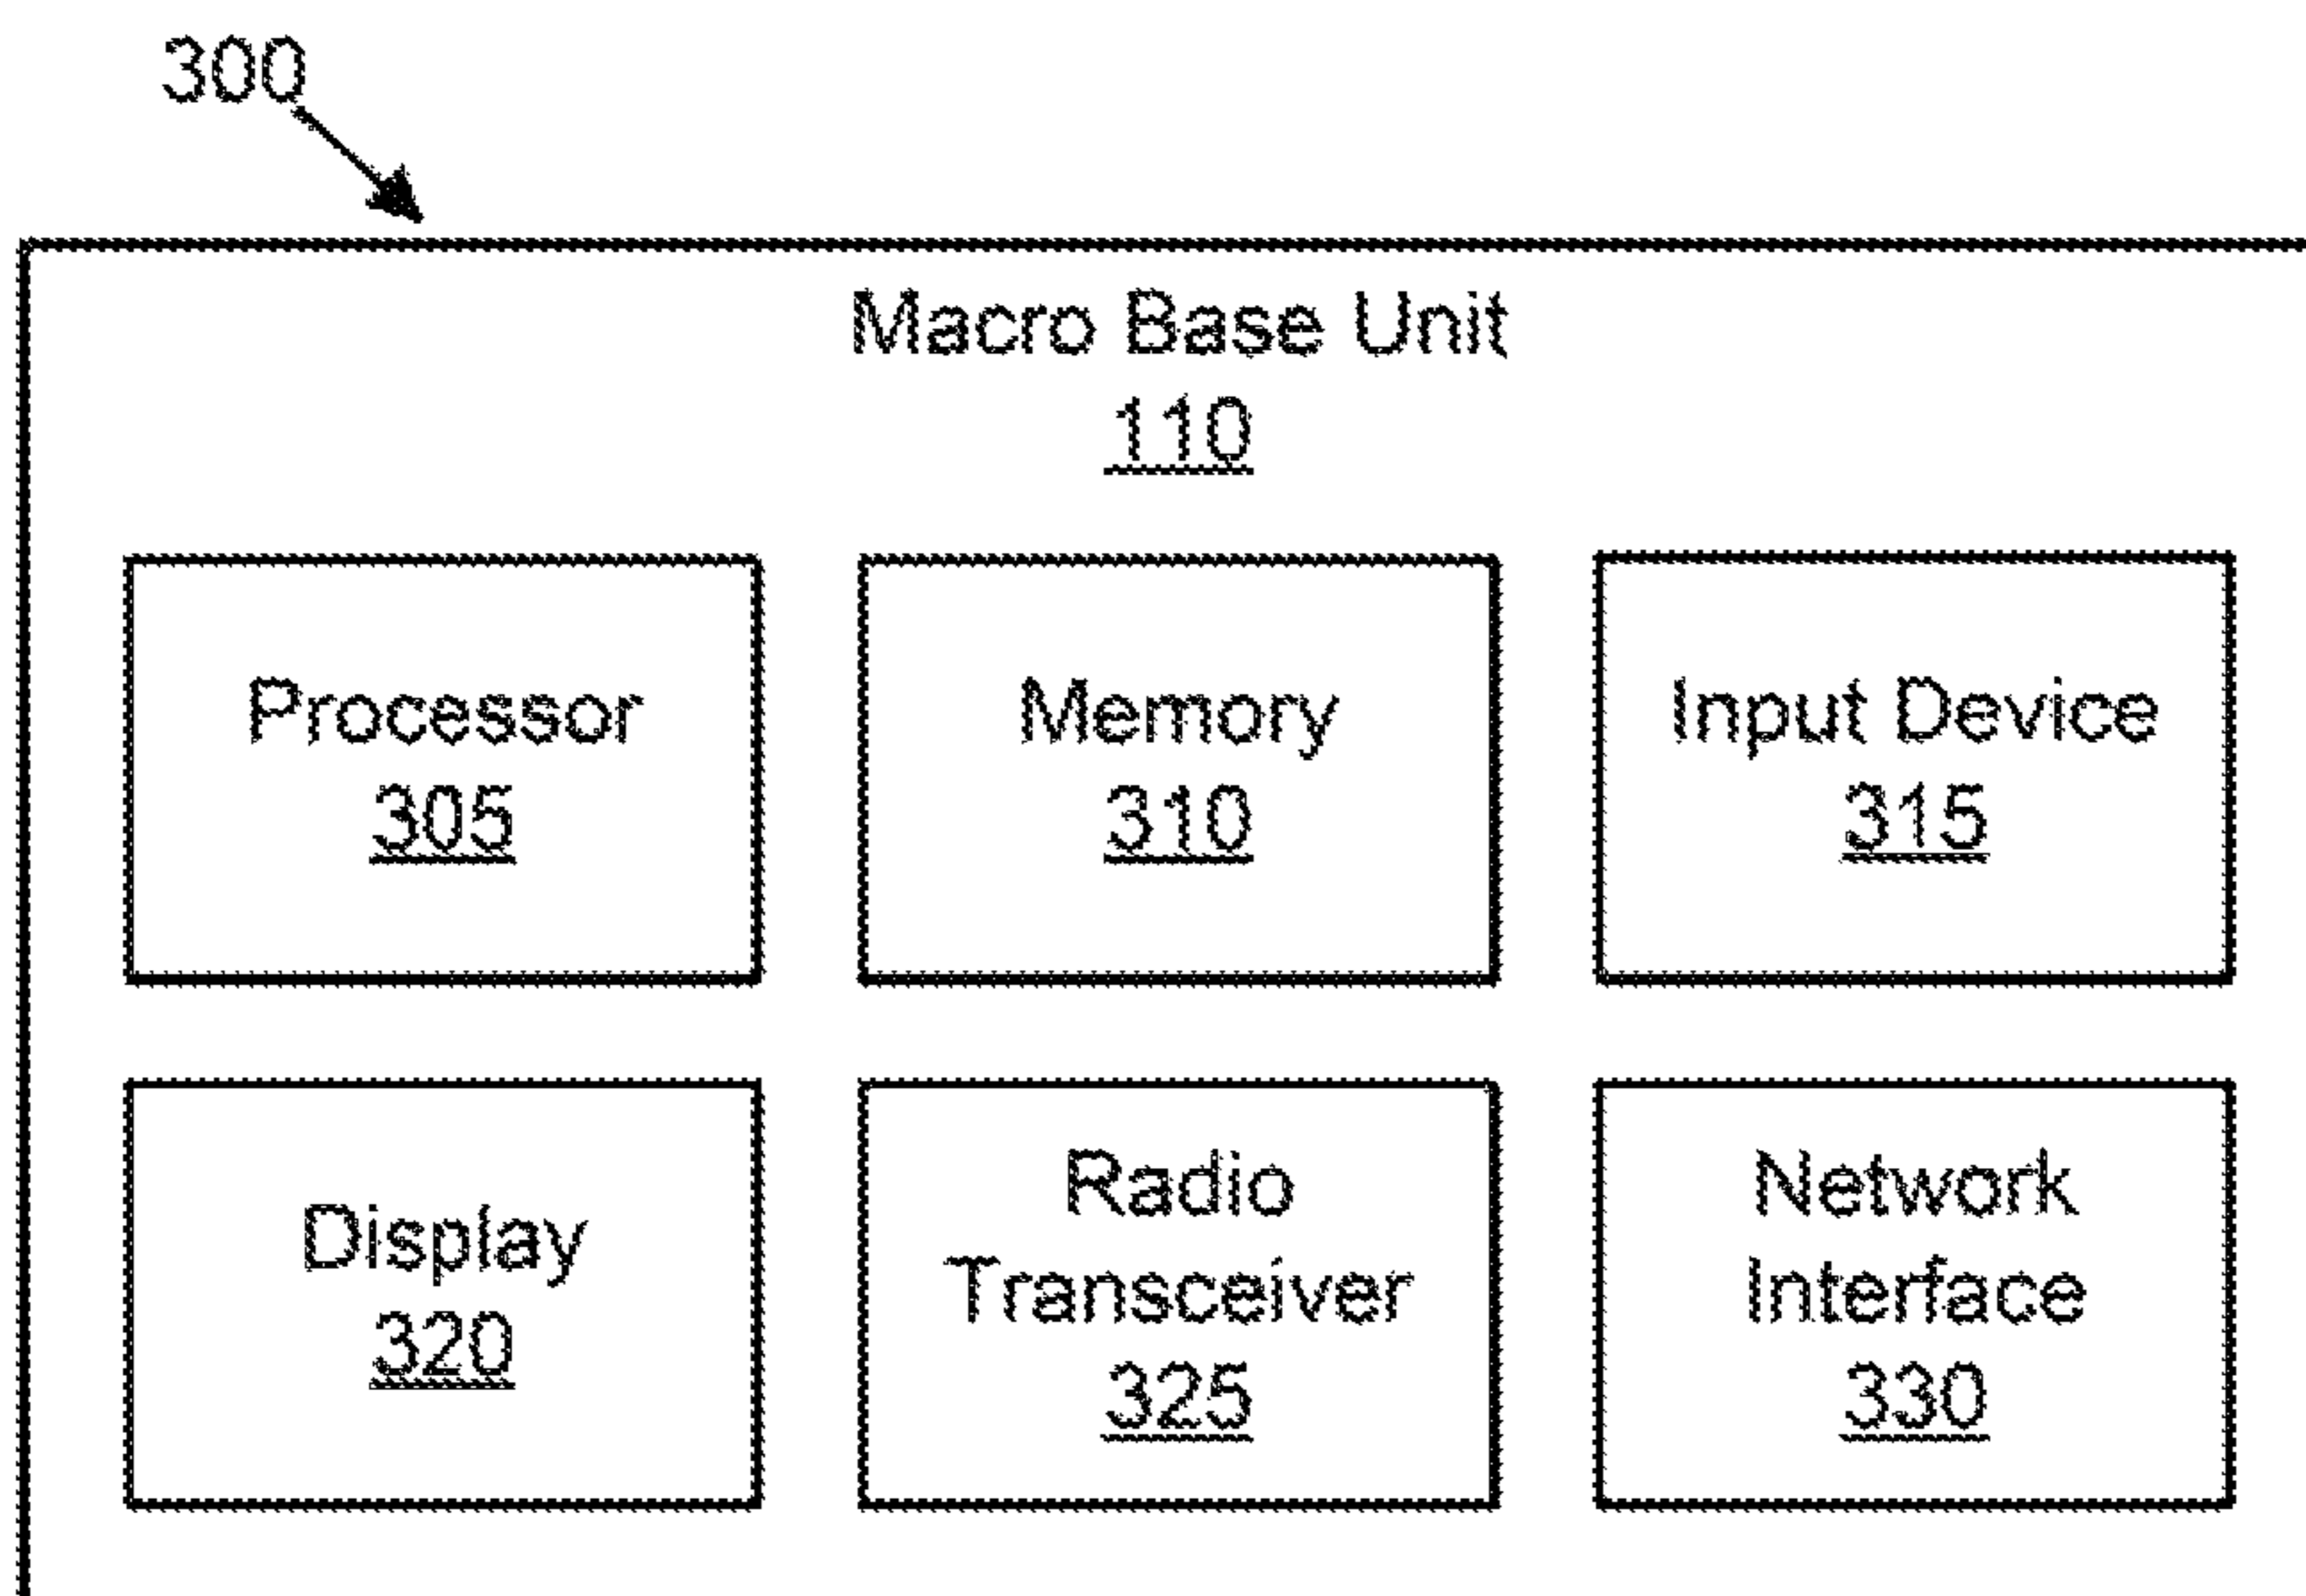 300
Macro Base Unit
110
Processor
305
Memory
310
Input Device
315
Display
320
Radio
Transceiver
325
Network
Interface
330